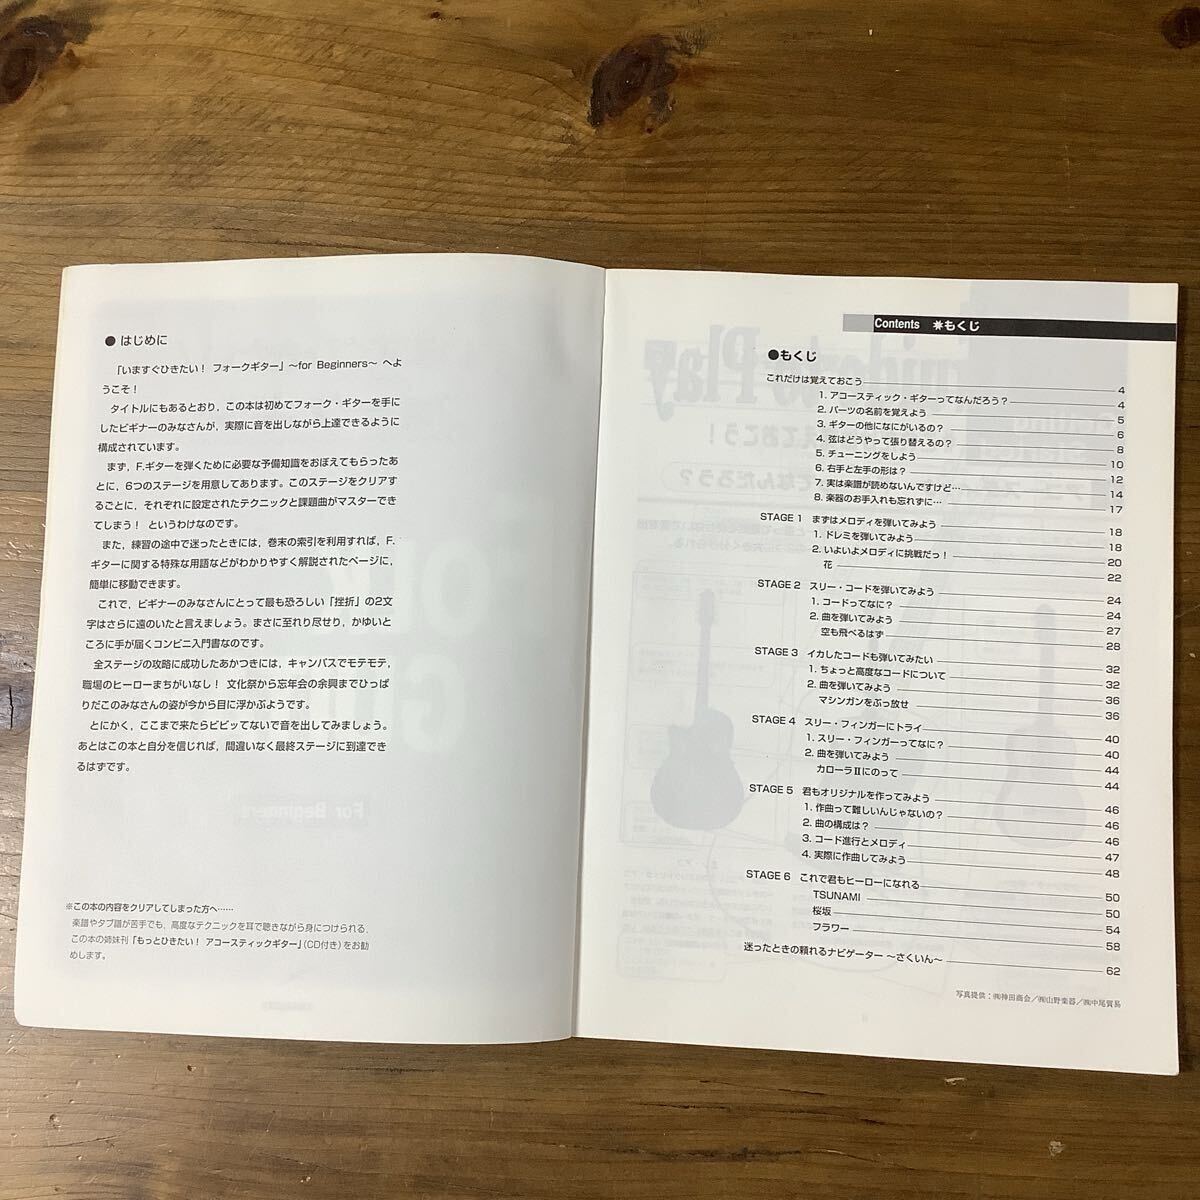 ● はじめに
「いますぐひきたい！ フォークギター」～for Beginners～ へよ
うこそ！
タイトルにもあるとおり，この本は初めてフォーク・ギターを手に
したビギナーのみなさんが，実際に音を出しながら上達できるように
構成されています。
まず，F.ギターを弾くために必要な予備知識をおぼえてもらったあ
とに，6つのステージを用意してあります。このステージをクリアす
るごとに，それぞれに設定されたテクニックと課題曲がマスターでき
てしまう！ というわけなのです。
また，練習の途中で迷ったときには，巻末の索引を利用すれば，F.
ギターに関する特殊な用語などがわかりやすく解説されたページに，
簡単に移動できます。
これで，ビギナーのみなさんにとって最も恐ろしい「挫折」の2文
字はさらに遠のいたと言えましょう。まさに至れり尽せり，かゆいと
ころに手が届くコンビニ入門書なのです。
全ステージの攻略に成功したあかつきには，キャンパスでモテモテ，
職場のヒーローまちがいなし！ 文化祭から忘年会の余興までひっぱ
りだこのみなさんの姿が今から目に浮かぶようです。
とにかく，ここまで来たらビビッてないで音を出してみましょう。
あとはこの本と自分を信じれば，間違いなく最終ステージに到達でき
るはずです。
※この本の内容をクリアしてしまった方へ……
楽譜やタブ譜が苦手でも，高度なテクニックを耳で聴きながら身につけられる，
この本の姉妹刊「もっとひきたい！ アコースティックギター」（CD付き）をお勧
めします。
Contents ✷もくじ
●もくじ
これだけは覚えておこう 4
1. アコースティック・ギターってなんだろう？ 4
2. パーツの名前を覚えよう 5
3. ギターの他になにがいるの？ 6
4. 弦はどうやって張り替えるの？ 8
5. チューニングをしよう 10
6. 右手と左手の形は？ 12
7. 実は楽譜が読めないんですけど… 14
8. 楽器のお手入れも忘れずに… 17
STAGE 1 まずはメロディを弾いてみよう 18
1. ドレミを弾いてみよう 18
2. いよいよメロディに挑戦だっ！ 20
花 22
STAGE 2 スリー・コードを弾いてみよう 24
1. コードってなに？ 24
2. 曲を弾いてみよう 27
空も飛べるはず 28
STAGE 3 イカしたコードも弾いてみたい 32
1. ちょっと高度なコードについて 32
2. 曲を弾いてみよう 36
マシンガンをぶっ放せ 36
STAGE 4 スリー・フィンガーにトライ 40
1. スリー・フィンガーってなに？ 40
2. 曲を弾いてみよう 44
カローラⅡにのって 44
STAGE 5 君もオリジナルを作ってみよう 46
1. 作曲って難しいんじゃないの？ 46
2. 曲の構成は？ 46
3. コード進行とメロディ 47
4. 実際に作曲してみよう 48
STAGE 6 これで君もヒーローになれる 50
TSUNAMI 50
桜坂 54
フラワー 58
迷ったときの頼れるナビゲーター ～さくいん～ 62
写真提供：㈱神田商会／㈱山野楽器／㈱中尾貿易